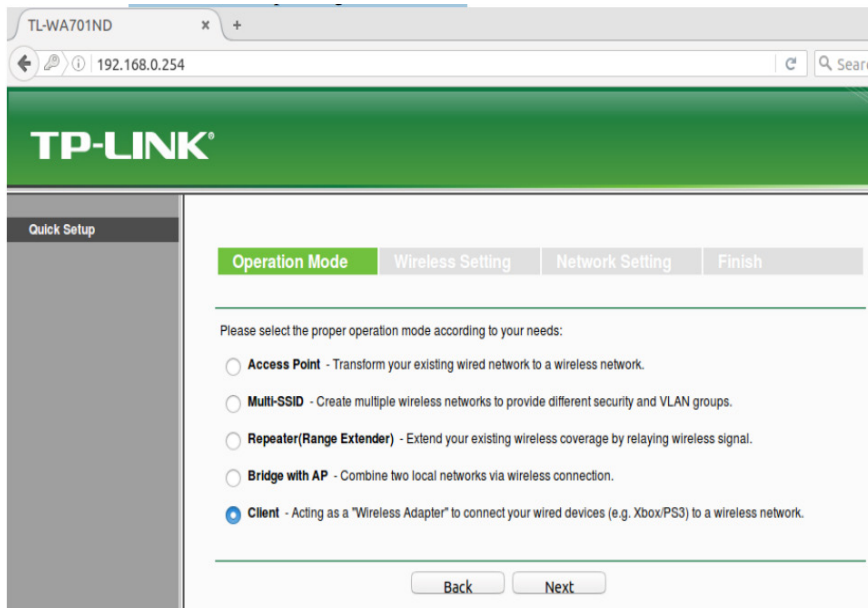 TL-WA701ND × +
192.168.0.254
TP-LINK®
Quick Setup
Operation Mode Wireless Setting Network Setting Finish
Please select the proper operation mode according to your needs:
Access Point - Transform your existing wired network to a wireless network.
Multi-SSID - Create multiple wireless networks to provide different security and VLAN groups.
Repeater(Range Extender) - Extend your existing wireless coverage by relaying wireless signal.
Bridge with AP - Combine two local networks via wireless connection.
Client - Acting as a "Wireless Adapter" to connect your wired devices (e.g. Xbox/PS3) to a wireless network.
Back Next